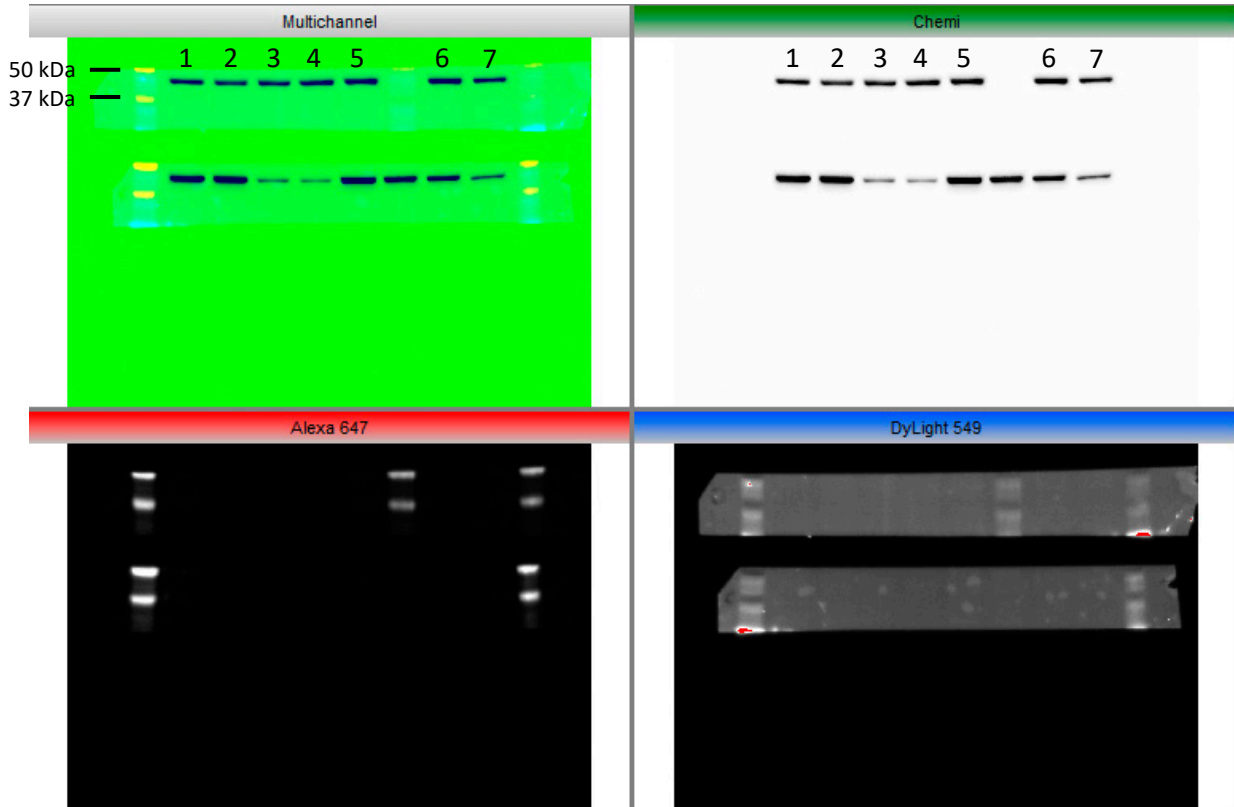 Multichannel
Chemi
1 2 3 4 5 6 7
1 2 3 4 5 6 7
50 kDa
37 kDa
Alexa 647
DyLight 549